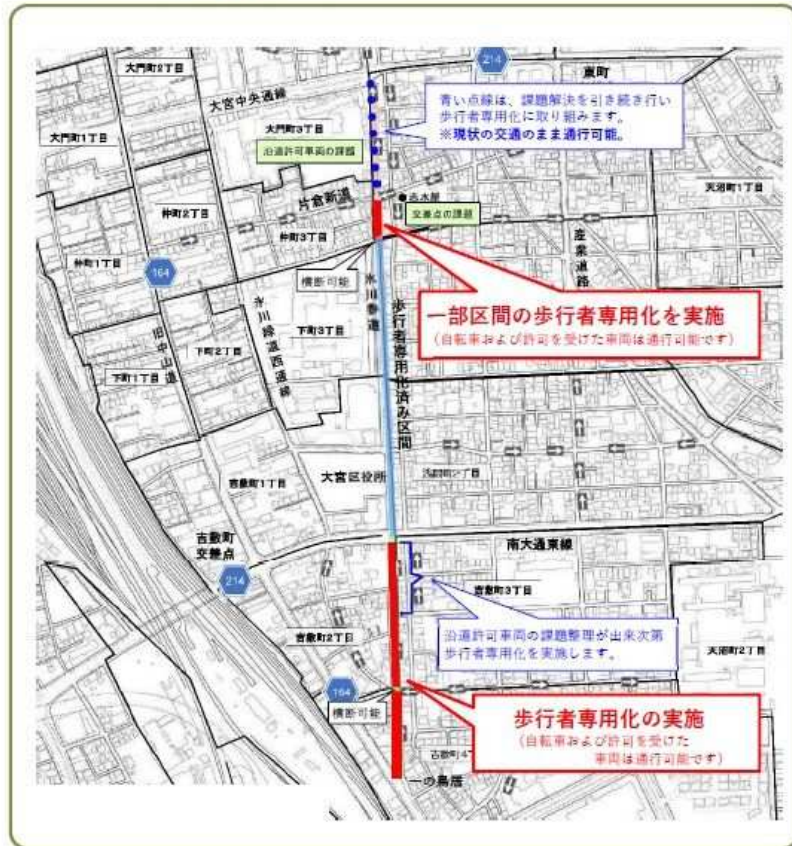 214
東町
大門町2丁目
大宮中央通線
青い点線は、課題解決を引き続き行い
歩行者専用化に取り組みます。
※現状の交通のまま通行可能。
大門町1丁目
大門町3丁目
沿道許可車両の課題
天沼町1丁目
片倉新道
仲町2丁目
交差点の課題
仲町3丁目
産業道路
仲町1丁目
164
横断可能
氷川参道
一部区間の歩行者専用化を実施
(自転車および許可を受けた車両は通行可能です)
旧中山道
氷川緑道西通線
下町3丁目
下町2丁目
下町1丁目
歩行者専用化済み区間
大宮区役所
吉敷町1丁目
吉敷町
交差点
南大通東線
214
吉敷町3丁目
吉敷町2丁目
沿道許可車両の課題整理が出来次第
歩行者専用化を実施します。
天沼町2丁目
164
横断可能
歩行者専用化の実施
(自転車および許可を受けた
車両は通行可能です)
吉敷町4丁
一の鳥居